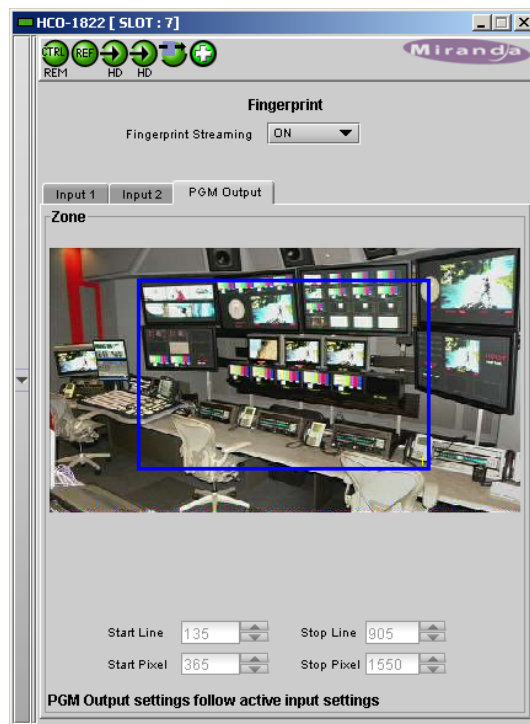 HCO-1822 [ SLOT : 7]
CTRL REF
REM HD HD
Miranda
Fingerprint
Fingerprint Streaming ON
Input 1 Input 2 PGM Output
Zone
Start Line 135 Stop Line 905
Start Pixel 365 Stop Pixel 1550
PGM Output settings follow active input settings